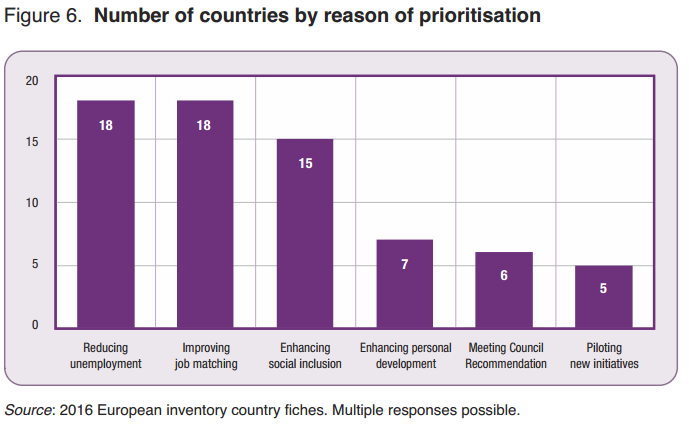 Figure 6. Number of countries by reason of prioritisation
20
15
10
5
0
18
18
15
7
6
5
Reducing
unemployment
Improving
job matching
Enhancing
social inclusion
Enhancing personal
development
Meeting Council
Recommendation
Piloting
new initiatives
Source: 2016 European inventory country fiches. Multiple responses possible.